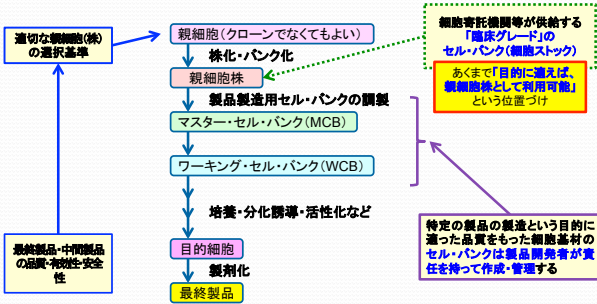 適切な親細胞(株)
の選択基準
親細胞(クローンでなくてもよい)
細胞寄託機関等が供給する
「臨床グレード」の
セル・バンク(細胞ストック)
株化・バンク化
親細胞株
あくまで「目的に適えば、
親細胞株として利用可能」
という位置づけ
製品製造用セル・バンクの調製
マスター・セル・バンク(MCB)
ワーキング・セル・バンク(WCB)
培養・分化誘導・活性化など
特定の製品の製造という目的に
適った品質をもった細胞基材の
セル・バンクは製品開発者が責
任を持って作成・管理する
最終製品・中間製品
の品質・有効性・安全
性
目的細胞
製剤化
最終製品